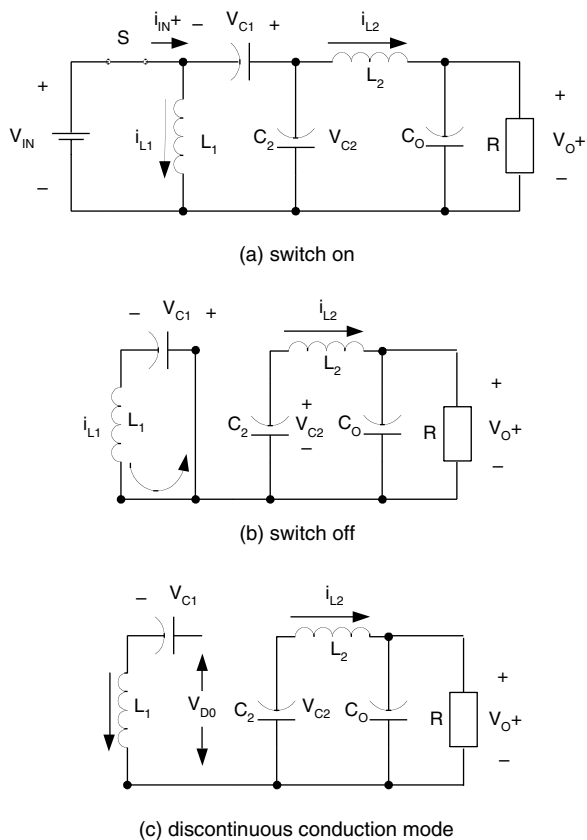 i_IN+ – V_C1 + i_L2
S
+ L_2 +
V_IN i_L1 L_1 C_2 V_C2 C_O R V_O+
– –
(a) switch on
i_L2
– V_C1 +
L_2 +
i_L1 L_1 C_2 + V_C2 – C_O R V_O+
–
(b) switch off
i_L2
– V_C1
L_2 +
L_1 V_D0 C_2 V_C2 C_O R V_O+
–
(c) discontinuous conduction mode